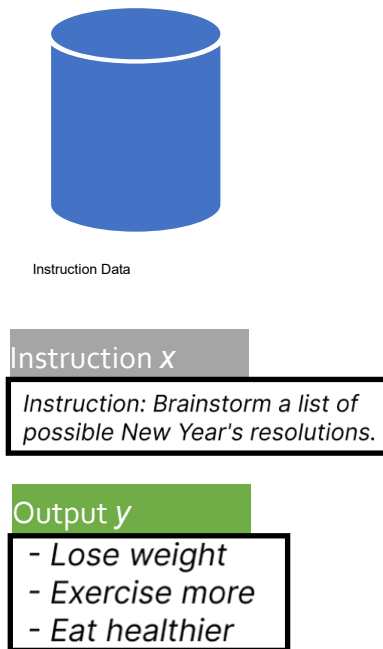 Instruction Data
Instruction x
Instruction: Brainstorm a list of
possible New Year's resolutions.
Output y
- Lose weight
- Exercise more
- Eat healthier